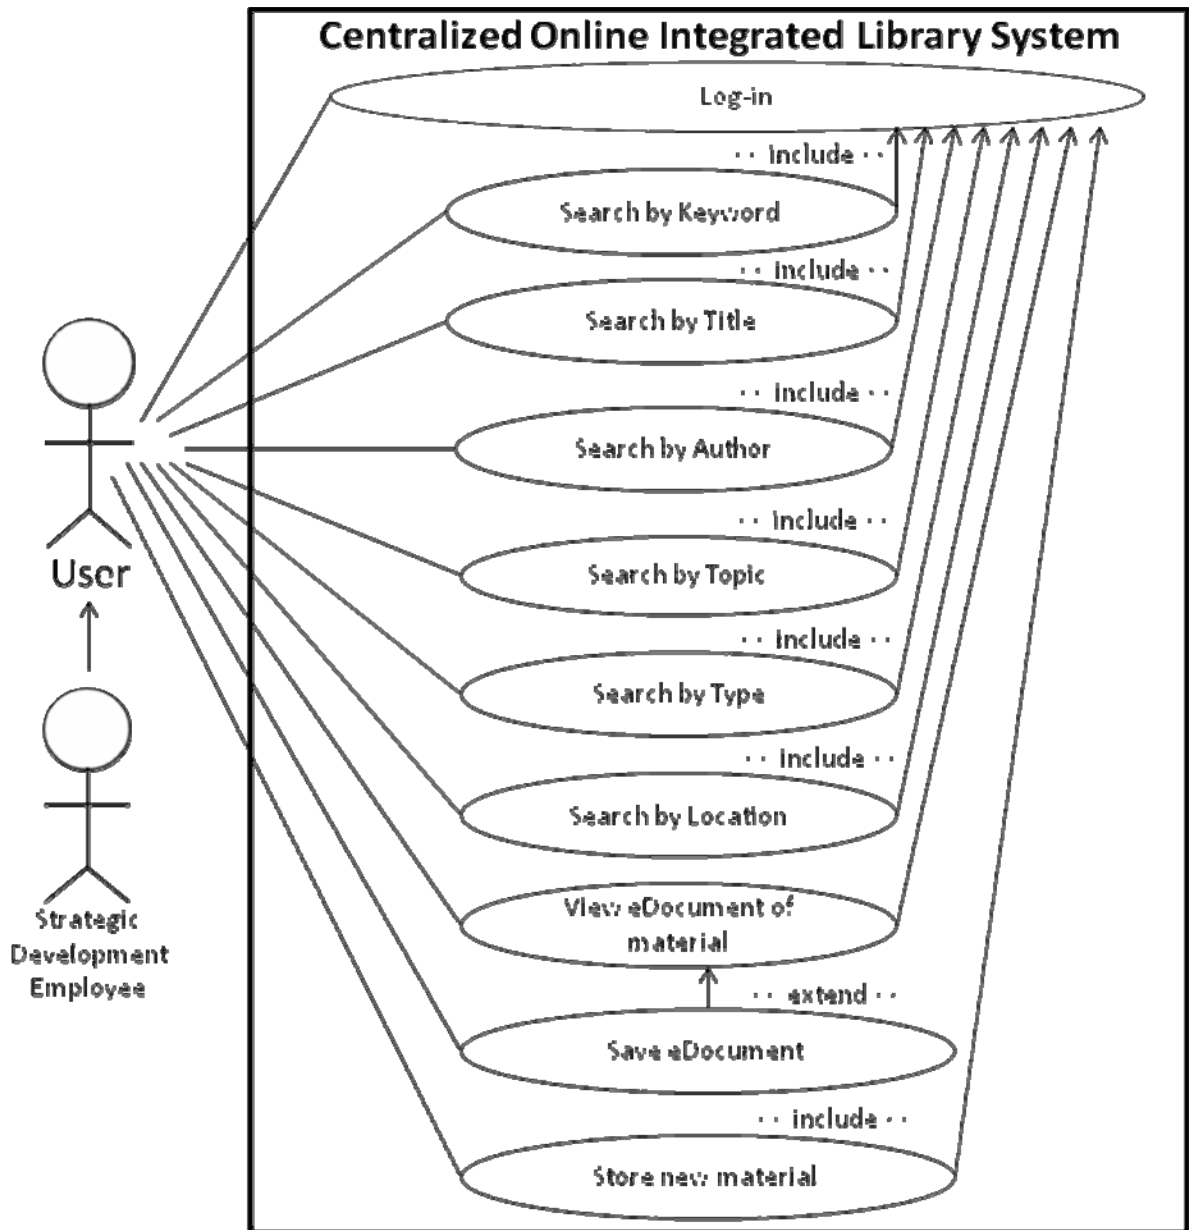 Centralized Online Integrated Library System
Log-in
·· include ··
Search by Keyword
·· include ··
Search by Title
·· include ··
Search by Author
·· include ··
Search by Topic
·· include ··
Search by Type
·· include ··
Search by Location
View eDocument of
material
·· extend ··
Save eDocument
·· include ··
Store new material
User
Strategic
Development
Employee